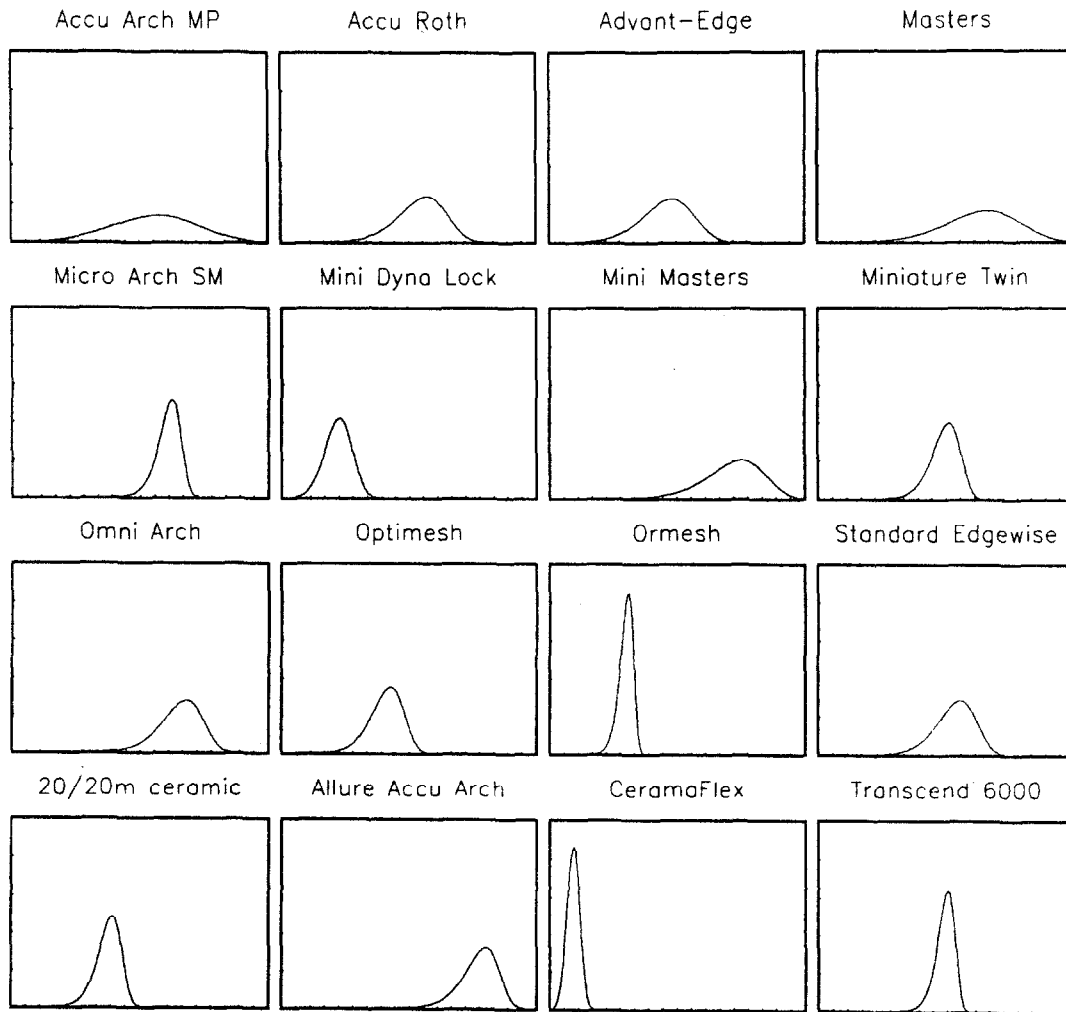 Accu Arch MP Accu Roth Advant-Edge Masters
Micro Arch SM Mini Dyna Lock Mini Masters Miniature Twin
Omni Arch Optimesh Ormesh Standard Edgewise
20/20m ceramic Allure Accu Arch CeramaFlex Transcend 6000